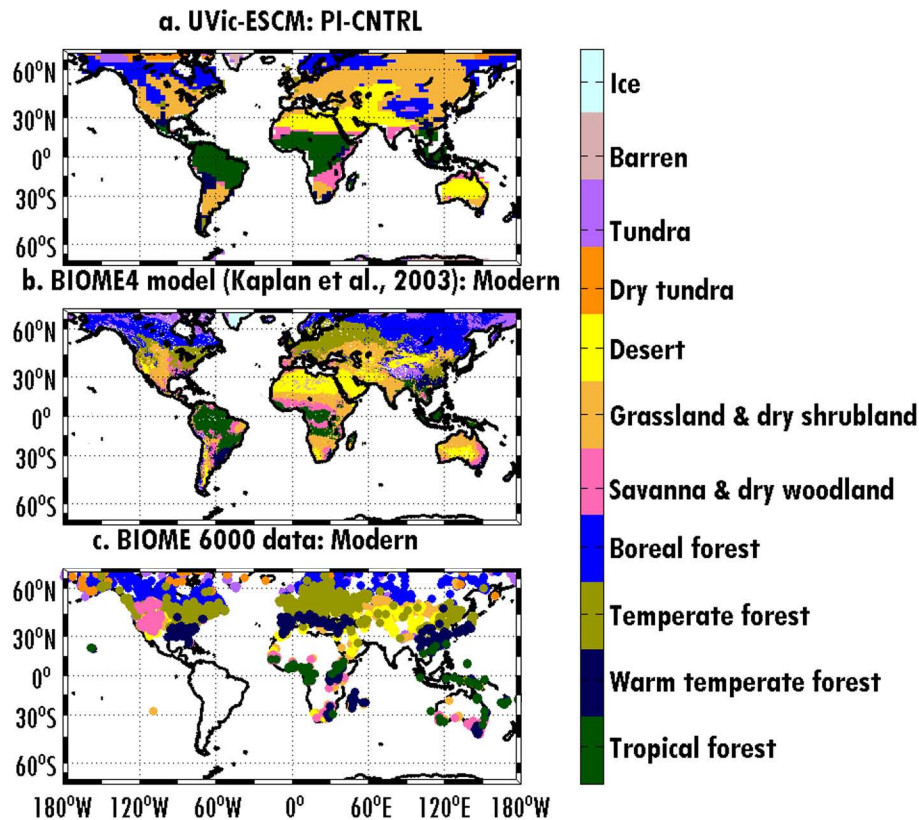 a. UVic-ESCM: PI-CNTRL
60°N
30°N
0°
30°S
60°S
b. BIOME4 model (Kaplan et al., 2003): Modern
60°N
30°N
0°
30°S
60°S
c. BIOME 6000 data: Modern
60°N
30°N
0°
30°S
60°S
180°W 120°W 60°W 0° 60°E 120°E 180°W
Ice
Barren
Tundra
Dry tundra
Desert
Grassland & dry shrubland
Savanna & dry woodland
Boreal forest
Temperate forest
Warm temperate forest
Tropical forest